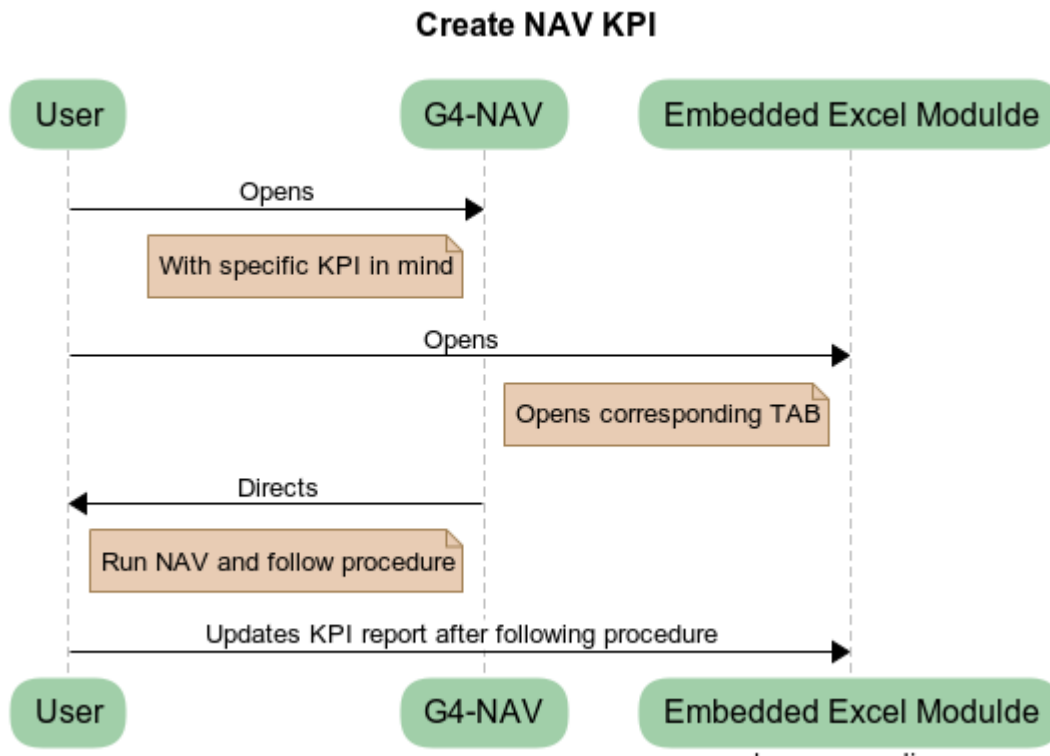 Create NAV KPI
User
G4-NAV
Embedded Excel Modulde
Opens
With specific KPI in mind
Opens
Opens corresponding TAB
Directs
Run NAV and follow procedure
Updates KPI report after following procedure
User
G4-NAV
Embedded Excel Modulde